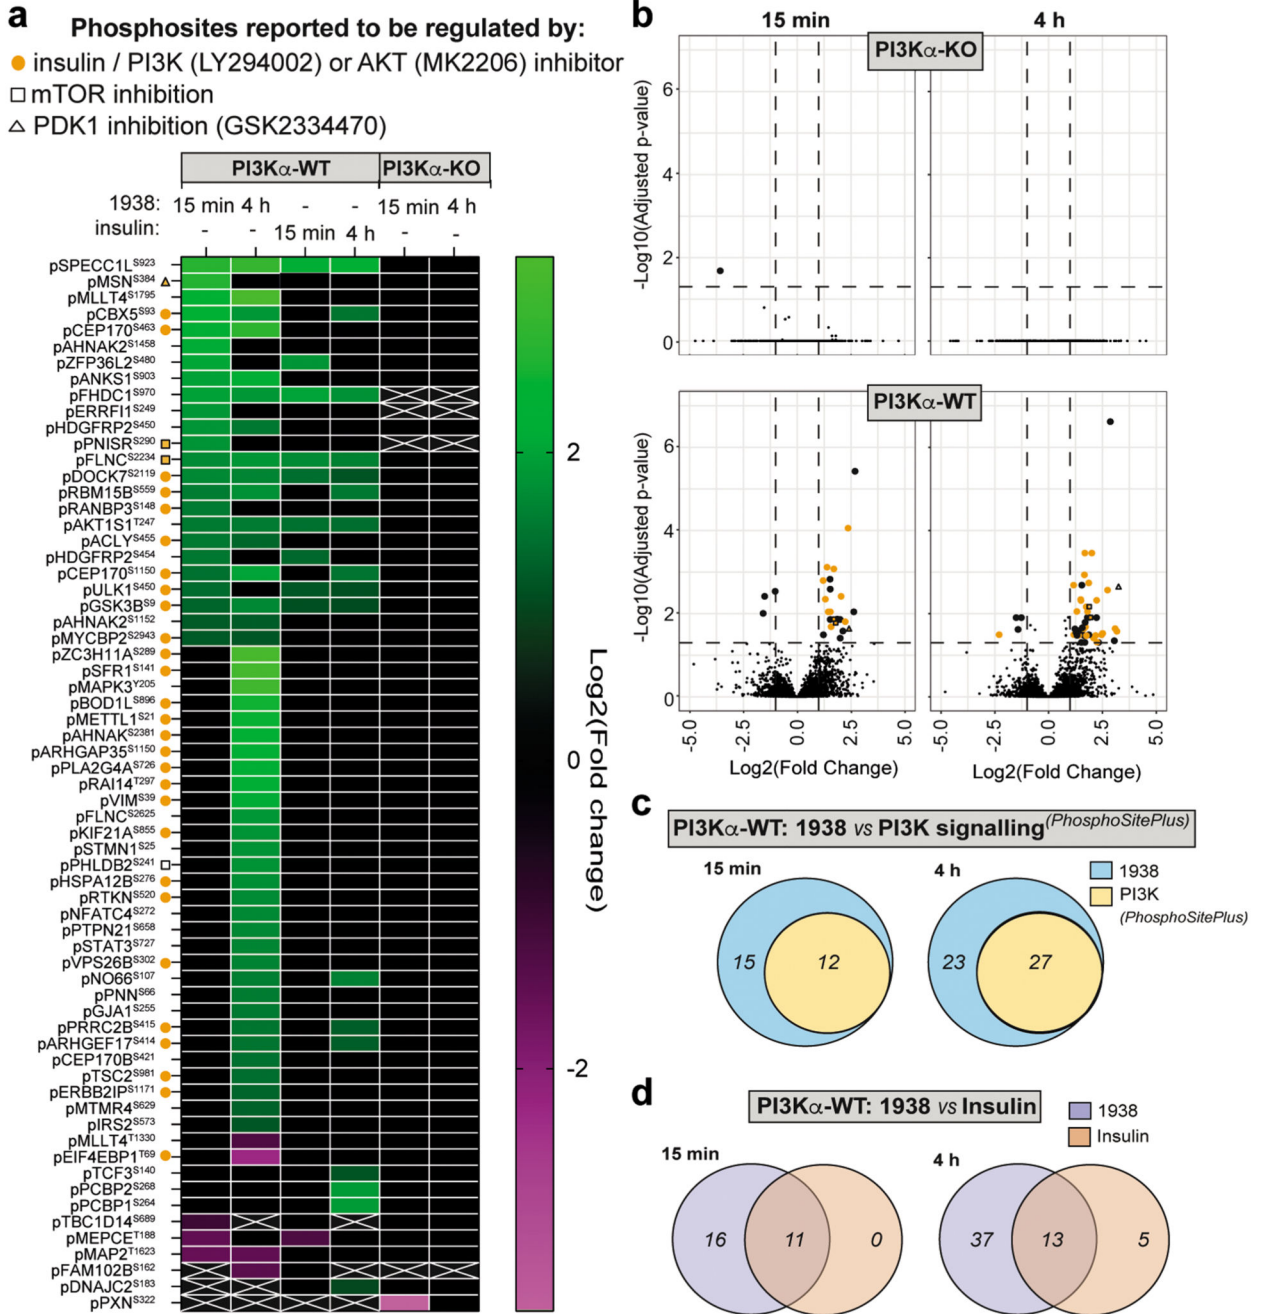 a
Phosphosites reported to be regulated by:
insulin / PI3K (LY294002) or AKT (MK2206) inhibitor
mTOR inhibition
PDK1 inhibition (GSK2334470)
PI3Kα-WT PI3Kα-KO
1938: 15 min 4 h - - 15 min 4 h
insulin: - - 15 min 4 h - -
pSPECC1L S923
pMSN S384
pMLLT4 S1795
pCBX5 S93
pCEP170 S463
pAHNAK2 S1458
pZFP36L2 S480
pANKS1 S903
pFHDC1 S970
pERRFI1 S249
pHDGFRP2 S450
pPNISR S290
pFLNC S2234
pDOCK7 S2119
pRBM15B S559
pRANBP3 S148
pAKT1S1 T247
pACLY S455
pHDGFRP2 S454
pCEP170 S1150
pULK1 S450
pGSK3B S9
pAHNAK2 S1152
pMYCBP2 S2943
pZC3H11A S289
pSFR1 S141
pMAPK3 Y205
pBOD1L S896
pMETTL1 S21
pAHNAK S2381
pARHGAP35 S1150
pPLA2G4A S726
pRAI14 T297
pVIM S39
pFLNC S2625
pKIF21A S855
pSTMN1 S25
pPHLDB2 S241
pHSPA12B S276
pRTKN S520
pNFATC4 S272
pPTPN21 S658
pSTAT3 S727
pVPS26B S302
pNO66 S107
pPNN S66
pGJA1 S255
pPRRC2B S415
pARHGEF17 S414
pCEP170B S421
pTSC2 S981
pERBB2IP S1171
pMTMR4 S629
pIRS2 S573
pMLLT4 T1330
pEIF4EBP1 T69
pTCF3 S140
pPCBP2 S268
pPCBP1 S264
pTBC1D14 S689
pMEPCE T188
pMAP2 T1623
pFAM102B S162
pDNAJC2 S183
pPXN S322
2
0
-2
Log2(Fold change)
b
15 min 4 h
PI3Kα-KO
-Log10(Adjusted p-value)
6
4
2
0
PI3Kα-WT
-Log10(Adjusted p-value)
6
4
2
0
-5.0 -2.5 0.0 2.5 5.0 -5.0 -2.5 0.0 2.5 5.0
Log2(Fold Change) Log2(Fold Change)
c
PI3Kα-WT: 1938 vs PI3K signalling (PhosphoSitePlus)
15 min 4 h
1938
PI3K
(PhosphoSitePlus)
15 12 23 27
d
PI3Kα-WT: 1938 vs Insulin
1938
Insulin
15 min 4 h
16 11 0 37 13 5